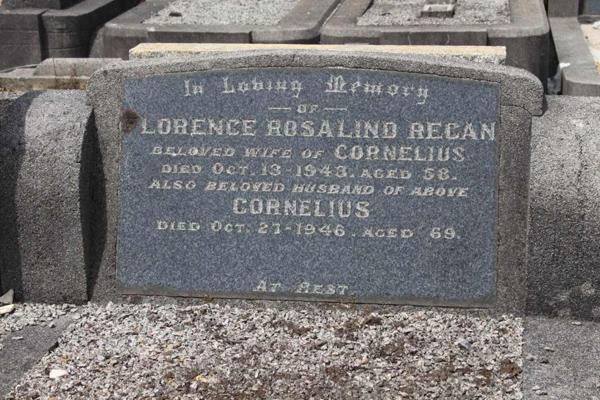 In Loving Memory
OF
LORENCE ROSALIND REGAN
BELOVED WIFE OF CORNELIUS
DIED OCT. 13-1943. AGED 58.
ALSO BELOVED HUSBAND OF ABOVE
CORNELIUS
DIED OCT. 27-1946. AGED 69.
AT REST.